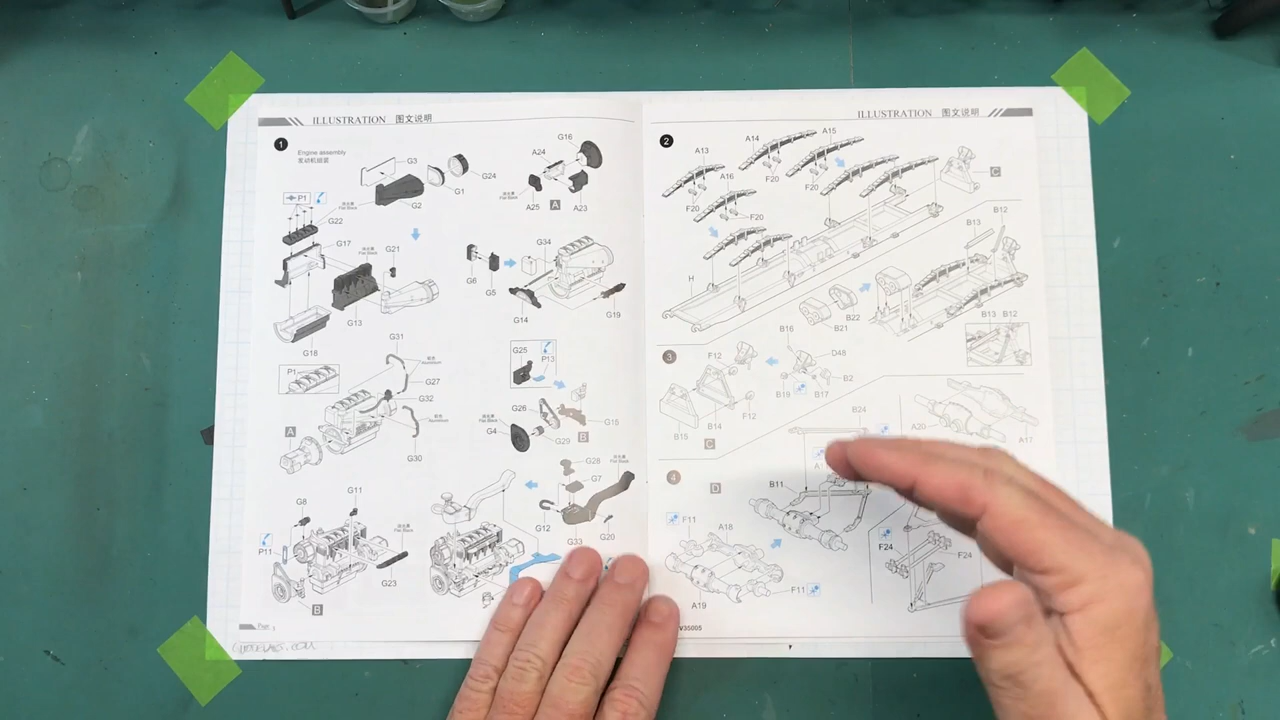 ILLUSTRATION 图文说明
1
Engine assembly
发动机组装
G3
G24
G1
G2
P1
G22
G17
G21
G13
G18
Flat Black
G16
A24
A25
A
A23
G34
G6
G5
G14
G19
P1
G31
G27
G32
A
G30
G25
P13
G26
G4
G29
B
G15
G8
G11
P11
G23
B
G28
G7
G12
G33
G20
Page
ILLUSTRATION 图文说明
2
A13
A14
A15
A16
F20
F20
F20
F20
C
H
B13
B12
B22
B21
B13 B12
3
B16
F12
D48
B2
B19
B17
F12
B14
B15
C
4
D
B24
A20
A17
B11
F11
A18
A19
F11
F24
F24
V35005